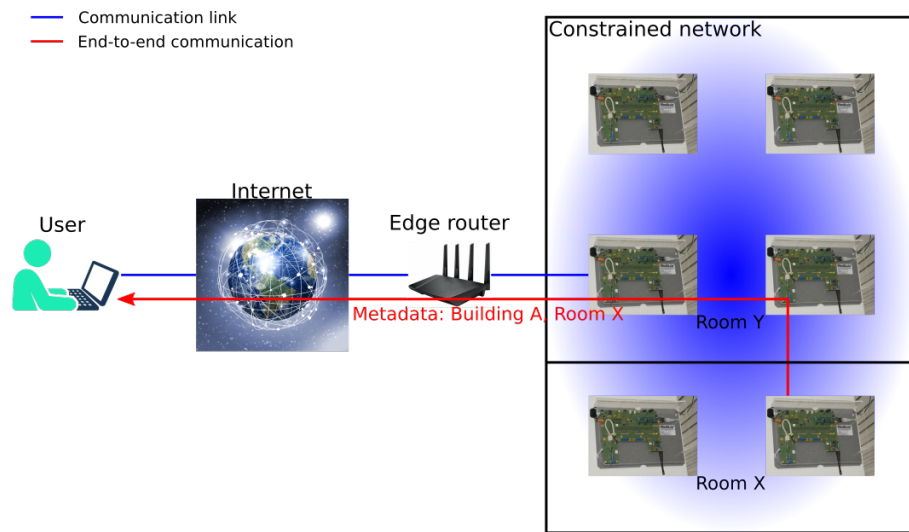 Communication link
End-to-end communication
Constrained network
Internet
User
Edge router
Metadata: Building A, Room X
Room Y
Room X